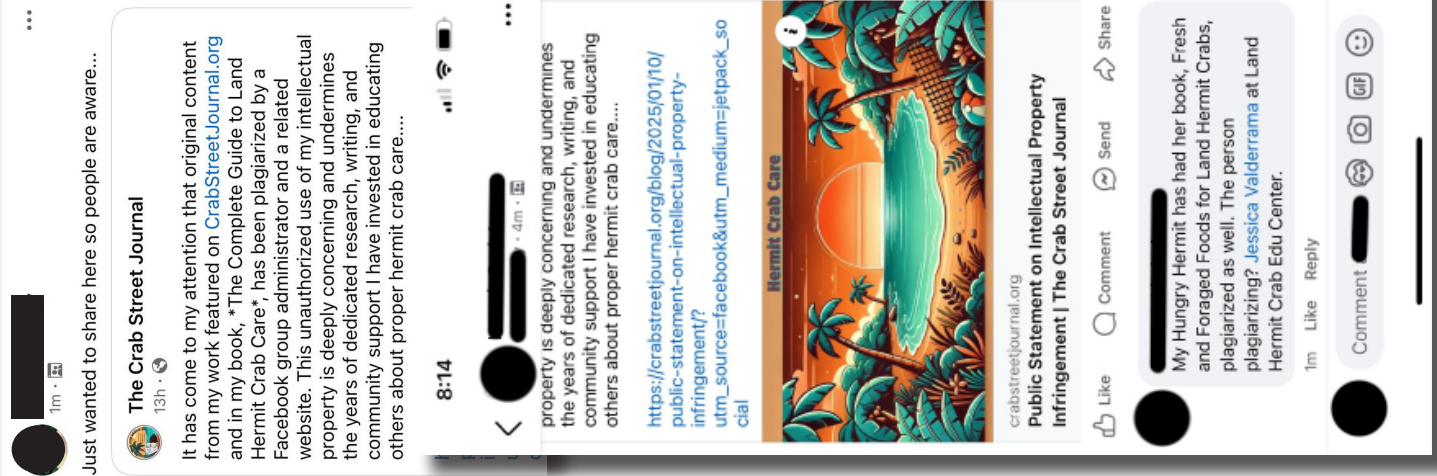 1m
Just wanted to share here so people are aware...
The Crab Street Journal
13h
It has come to my attention that original content
from my work featured on CrabStreetJournal.org
and in my book, *The Complete Guide to Land
Hermit Crab Care*, has been plagiarized by a
Facebook group administrator and a related
website. This unauthorized use of my intellectual
property is deeply concerning and undermines
the years of dedicated research, writing, and
community support I have invested in educating
others about proper hermit crab care....
8:14
4m
property is deeply concerning and undermines
the years of dedicated research, writing, and
community support I have invested in educating
others about proper hermit crab care....
https://crabstreetjournal.org/blog/2025/01/10/
public-statement-on-intellectual-property-
infringement/?
utm_source=facebook&utm_medium=jetpack_so
cial
Hermit Crab Care
i
crabstreetjournal.org
Public Statement on Intellectual Property
Infringement | The Crab Street Journal
Like Comment Send Share
My Hungry Hermit has had her book, Fresh
and Foraged Foods for Land Hermit Crabs,
plagiarized as well. The person
plagiarizing? Jessica Valderrama at Land
Hermit Crab Edu Center.
1m Like Reply
Comment
GIF